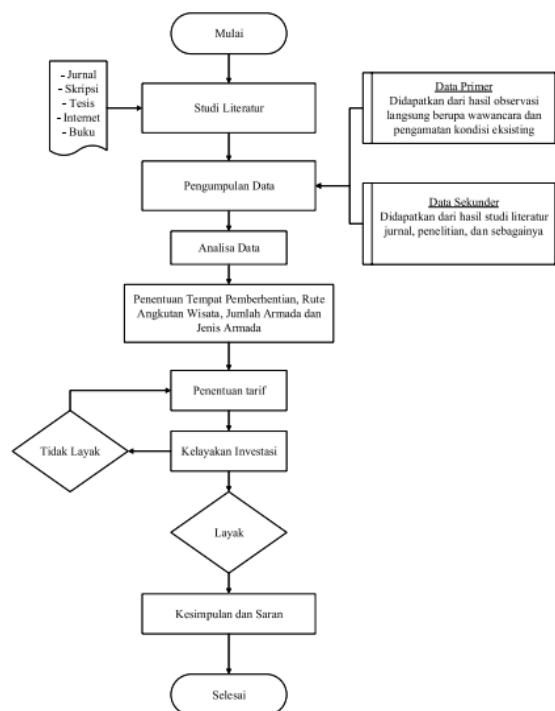 Mulai
- Jurnal
- Skripsi
- Tesis
- Internet
- Buku
Studi Literatur
Data Primer
Didapatkan dari hasil observasi
langsung berupa wawancara dan
pengamatan kondisi eksisting
Pengumpulan Data
Data Sekunder
Didapatkan dari hasil studi literatur
jurnal, penelitian, dan sebagainya
Analisa Data
Penentuan Tempat Pemberhentian, Rute
Angkutan Wisata, Jumlah Armada dan
Jenis Armada
Penentuan tarif
Tidak Layak
Kelayakan Investasi
Layak
Kesimpulan dan Saran
Selesai